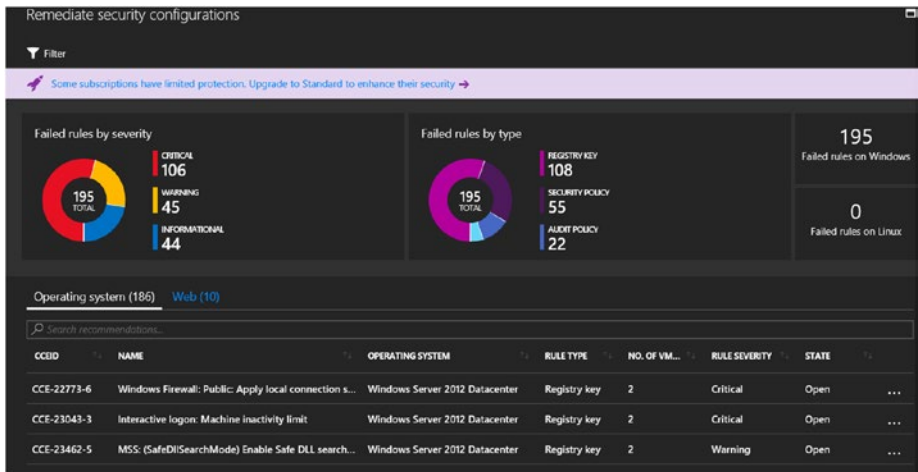 Remediate security configurations
Filter
Some subscriptions have limited protection. Upgrade to Standard to enhance their security →
Failed rules by severity
195
TOTAL
CRITICAL
106
WARNING
45
INFORMATIONAL
44
Failed rules by type
195
TOTAL
REGISTRY KEY
108
SECURITY POLICY
55
AUDIT POLICY
22
195
Failed rules on Windows
0
Failed rules on Linux
Operating system (186) Web (10)
Search recommendations...
CCEID NAME OPERATING SYSTEM RULE TYPE NO. OF VM... RULE SEVERITY STATE
CCE-22773-6 Windows Firewall: Public: Apply local connection s... Windows Server 2012 Datacenter Registry key 2 Critical Open ...
CCE-23043-3 Interactive logon: Machine inactivity limit Windows Server 2012 Datacenter Registry key 2 Critical Open ...
CCE-23462-5 MSS: (SafeDllSearchMode) Enable Safe DLL search... Windows Server 2012 Datacenter Registry key 2 Warning Open ...